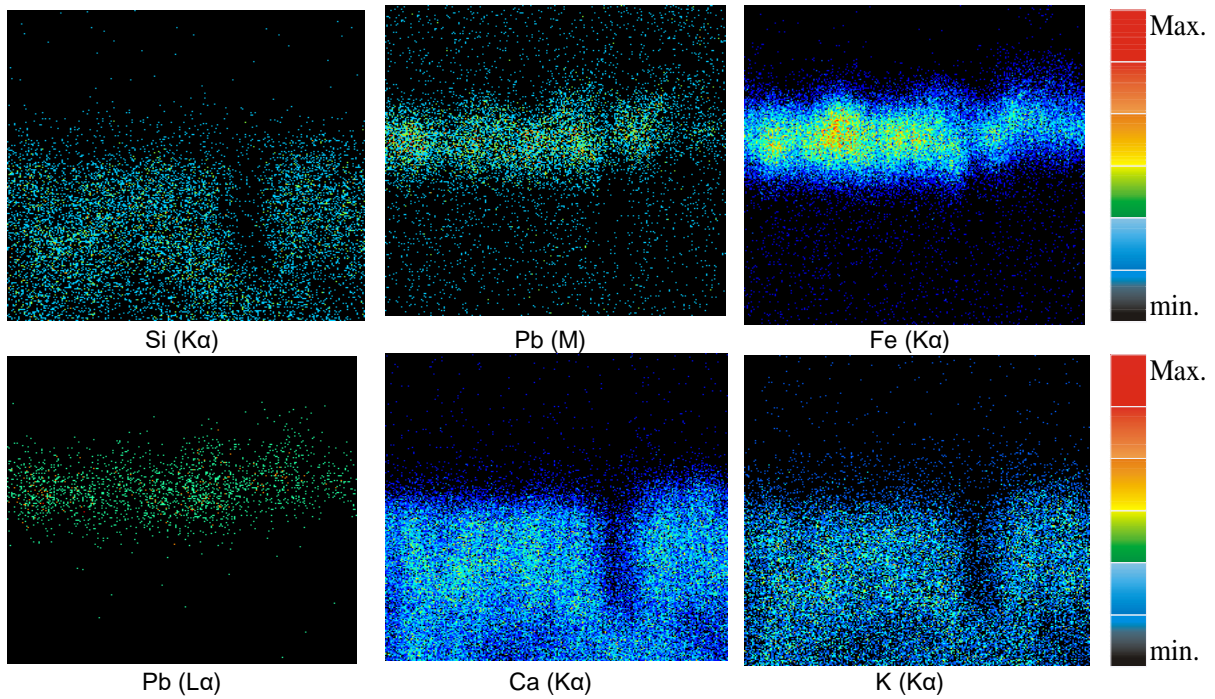 Max.
min.
Si (Kα)
Pb (M)
Fe (Kα)
Max.
min.
Pb (Lα)
Ca (Kα)
K (Kα)